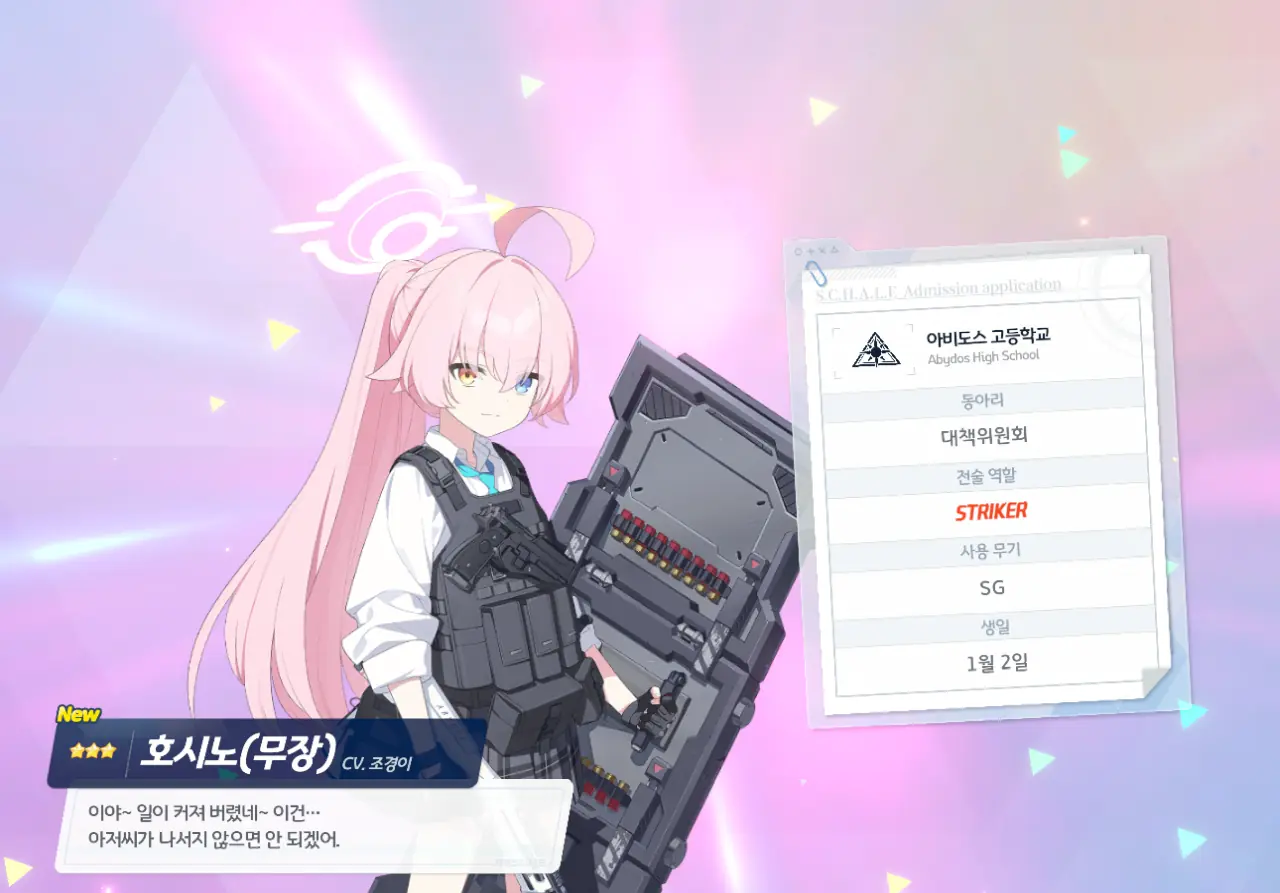 S.C.H.A.L.E Admission application
아비도스 고등학교
Abydos High School
동아리
대책위원회
전술 역할
STRIKER
사용 무기
SG
생일
1월 2일
New
호시노(무장) CV. 조경이
이야~ 일이 커져 버렸네~ 이건…
아저씨가 나서지 않으면 안 되겠어.